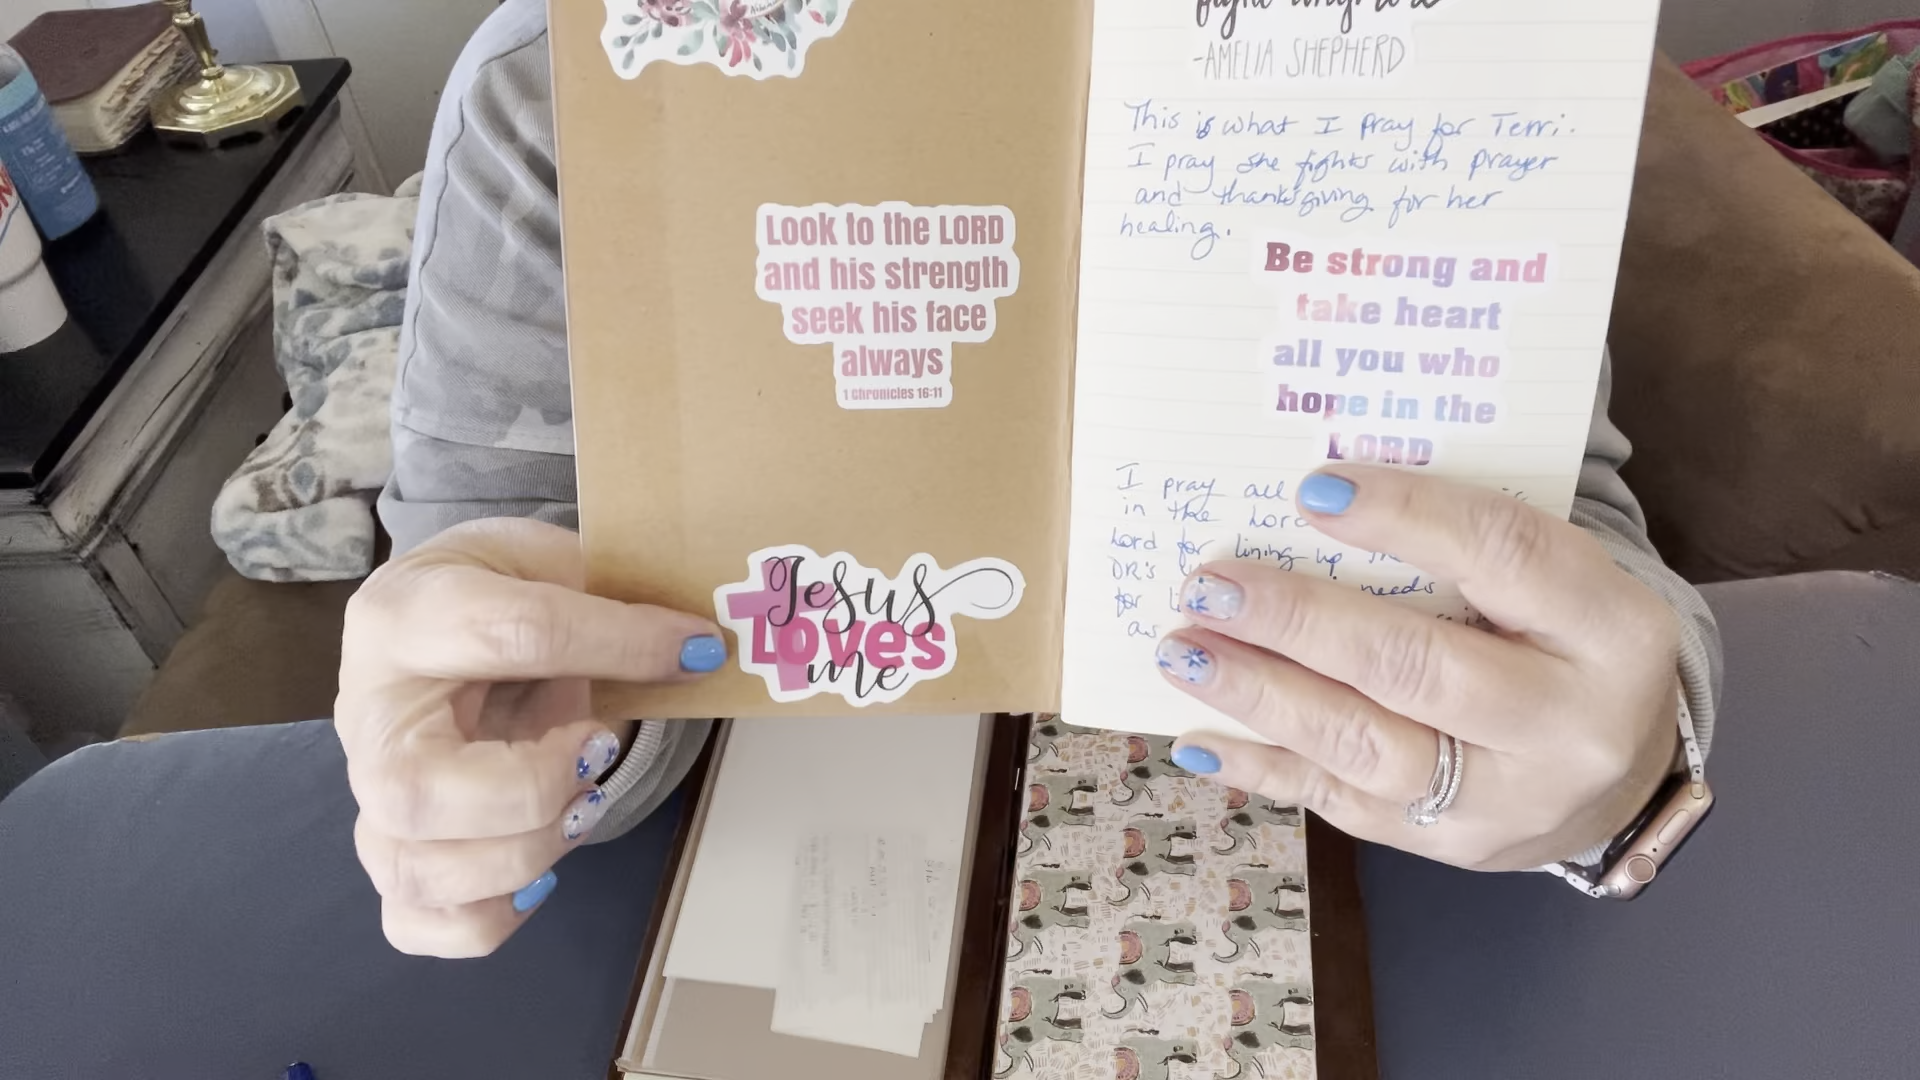 Look to the LORD
and his strength
seek his face
always
1 Chronicles 16:11
Jesus
Loves
me
fight anymore
-AMELIA SHEPHERD
This is what I pray for Terri.
I pray she fights with prayer
and thanksgiving for her
healing.
Be strong and
take heart
all you who
hope in the
LORD
I pray all
in the Lord
Lord for lining up
DR's needs
for
as